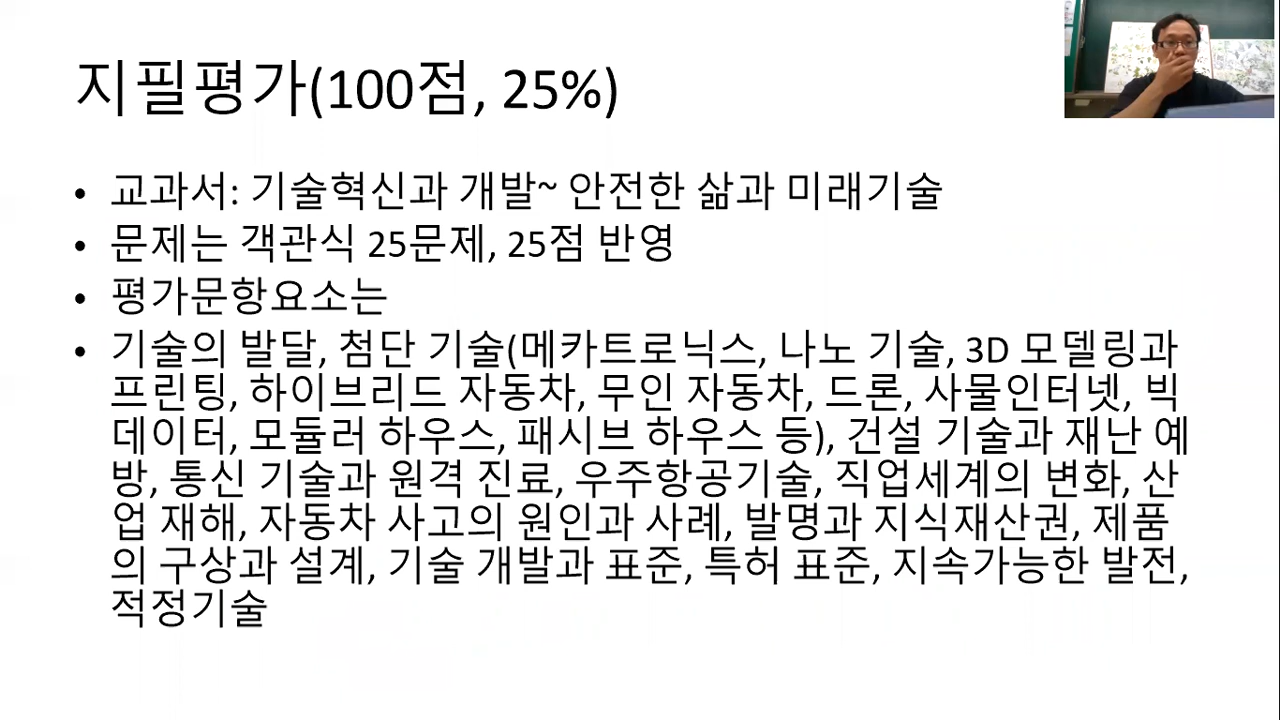 지필평가(100점, 25%)
• 교과서: 기술혁신과 개발~ 안전한 삶과 미래기술
• 문제는 객관식 25문제, 25점 반영
• 평가문항요소는
• 기술의 발달, 첨단 기술(메카트로닉스, 나노 기술, 3D 모델링과
프린팅, 하이브리드 자동차, 무인 자동차, 드론, 사물인터넷, 빅
데이터, 모듈러 하우스, 패시브 하우스 등), 건설 기술과 재난 예
방, 통신 기술과 원격 진료, 우주항공기술, 직업세계의 변화, 산
업 재해, 자동차 사고의 원인과 사례, 발명과 지식재산권, 제품
의 구상과 설계, 기술 개발과 표준, 특허 표준, 지속가능한 발전,
적정기술